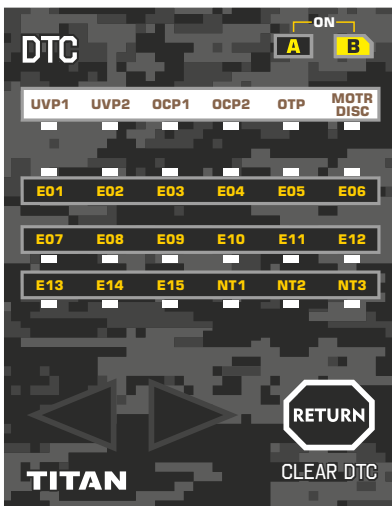 ON
DTC A B
UVP1 UVP2 OCP1 OCP2 OTP MOTR DISC
E01 E02 E03 E04 E05 E06
E07 E08 E09 E10 E11 E12
E13 E14 E15 NT1 NT2 NT3
RETURN
TITAN CLEAR DTC